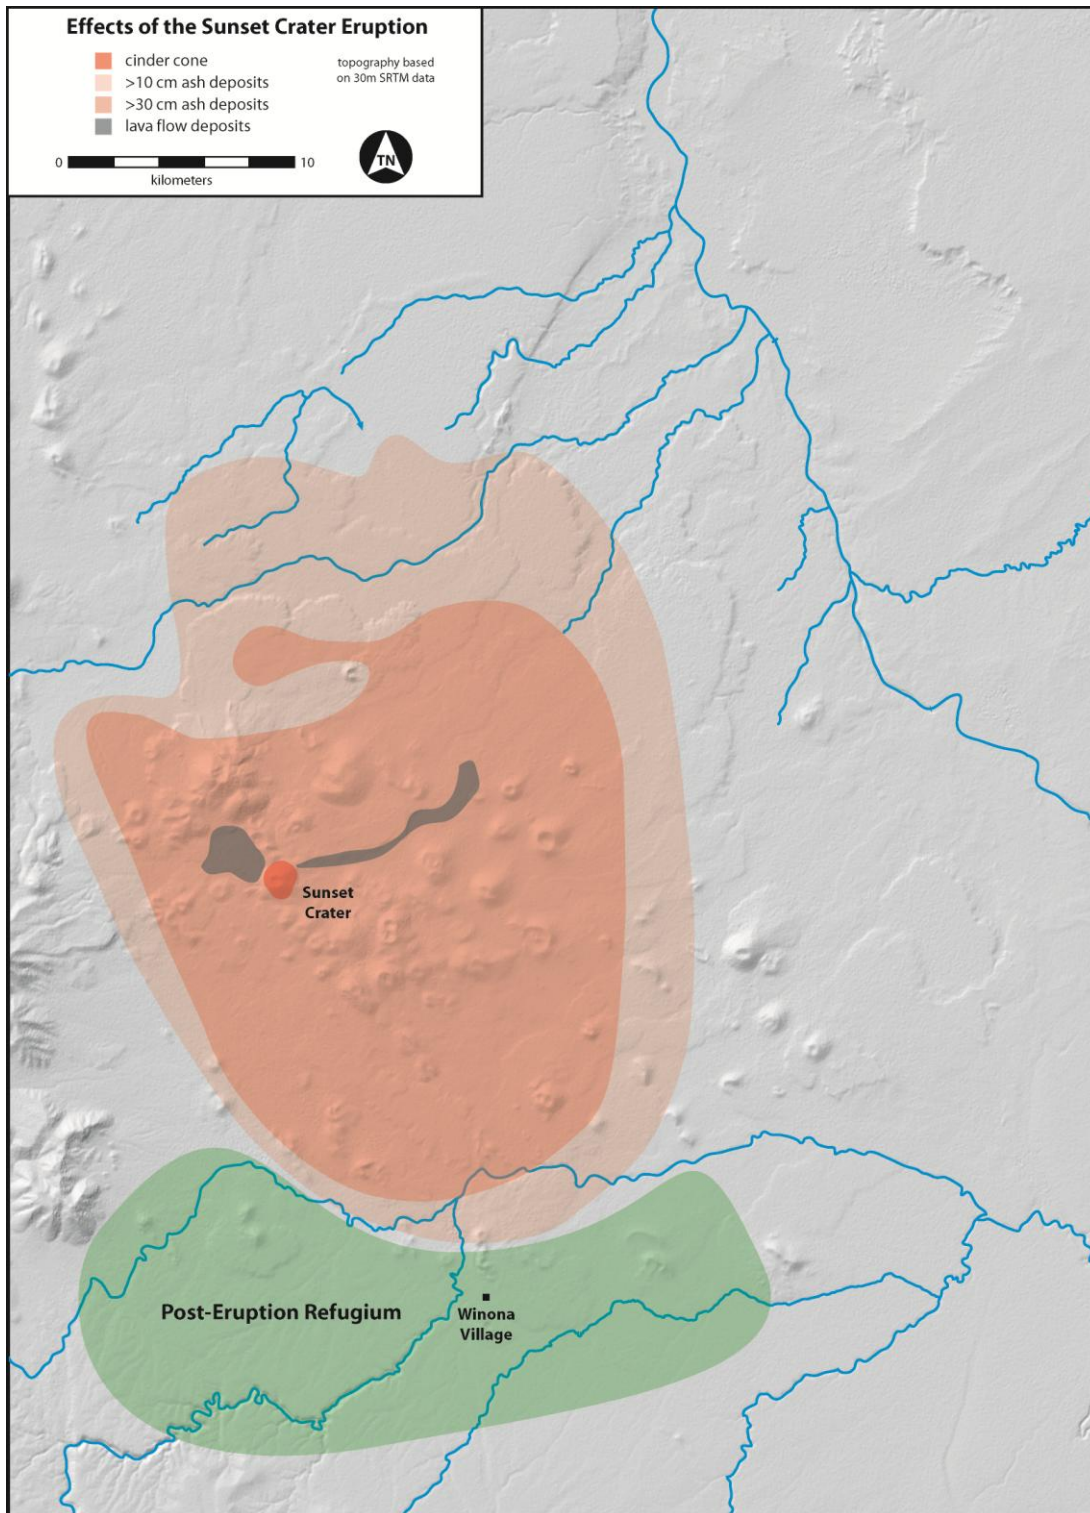 Effects of the Sunset Crater Eruption
cinder cone
>10 cm ash deposits
>30 cm ash deposits
lava flow deposits
topography based
on 30m SRTM data
0 10
kilometers
TN
Sunset
Crater
Post-Eruption Refugium
Winona
Village